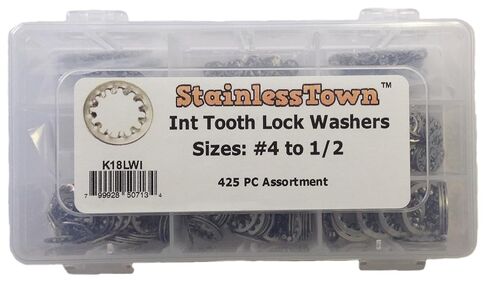 StainlessTown™
Int Tooth Lock Washers
Sizes: #4 to 1/2
K18LWI
425 PC Assortment
7 99928 50713 4